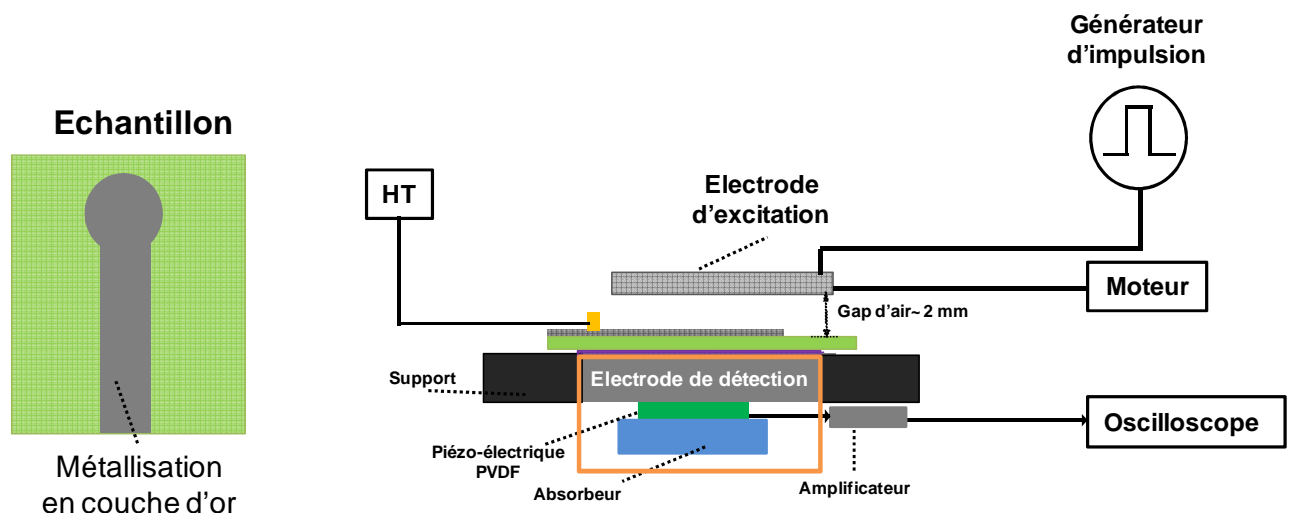 Générateur
d'impulsion
Echantillon
HT
Electrode
d'excitation
Moteur
Gap d'air~ 2 mm
Support
Electrode de détection
Oscilloscope
Piézo-électrique
PVDF
Absorbeur
Amplificateur
Métallisation
en couche d'or